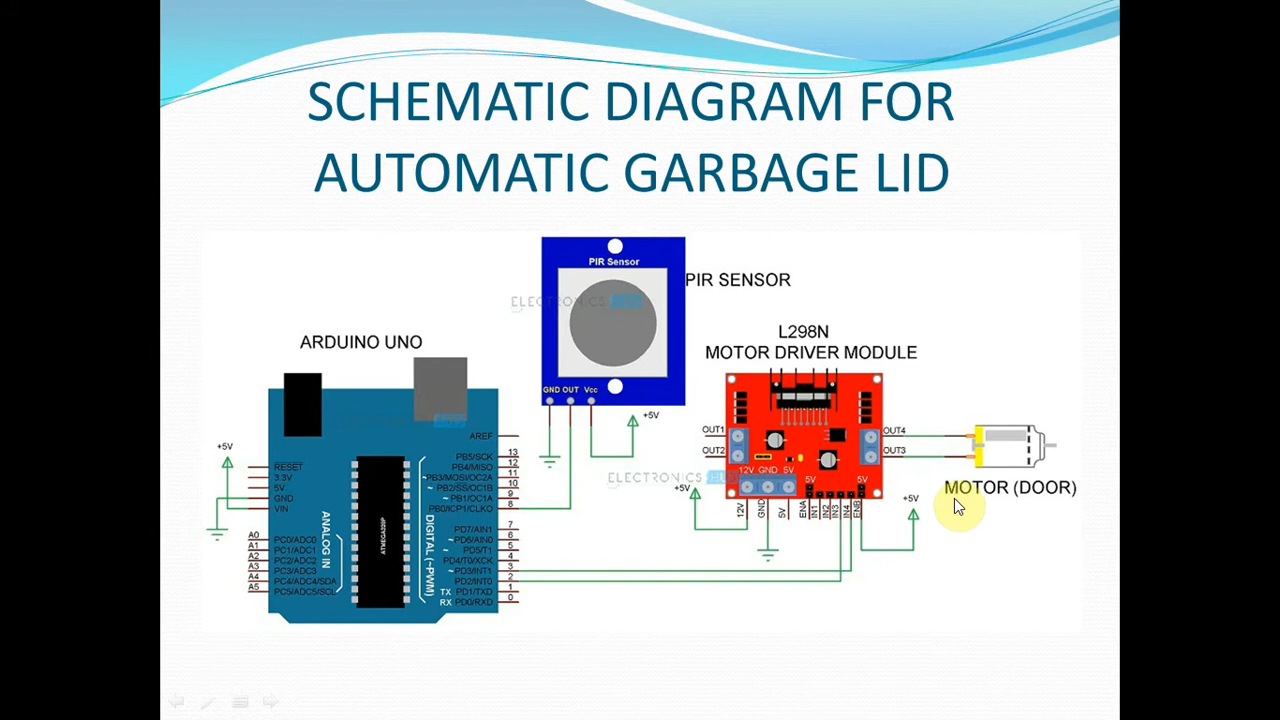 SCHEMATIC DIAGRAM FOR
AUTOMATIC GARBAGE LID
PIR Sensor
PIR SENSOR
ELECTRONICS HUB
GND OUT Vcc
+5V
ARDUINO UNO
L298N
MOTOR DRIVER MODULE
OUT1
OUT2
OUT4
OUT3
12V GND 5V
5V
5V
12V
GND
5V
ENA
IN1
IN2
IN3
IN4
ENB
+5V
+5V
MOTOR (DOOR)
ELECTRONICS HUB
+5V
RESET
3.3V
5V
GND
VIN
A0 PC0/ADC0
A1 PC1/ADC1
A2 PC2/ADC2
A3 PC3/ADC3
A4 PC4/ADC4/SDA
A5 PC5/ADC5/SCL
ANALOG IN
ATMEGA328P
DIGITAL (~PWM)
AREF
PB5/SCK 13
PB4/MISO 12
~PB3/MOSI/OC2A 11
~PB2/SS/OC1B 10
~PB1/OC1A 9
PB0/ICP1/CLKO 8
PD7/AIN1 7
~PD6/AIN0 6
~PD5/T1 5
PD4/T0/XCK 4
~PD3/INT1 3
PD2/INT0 2
TX PD1/TXD 1
RX PD0/RXD 0